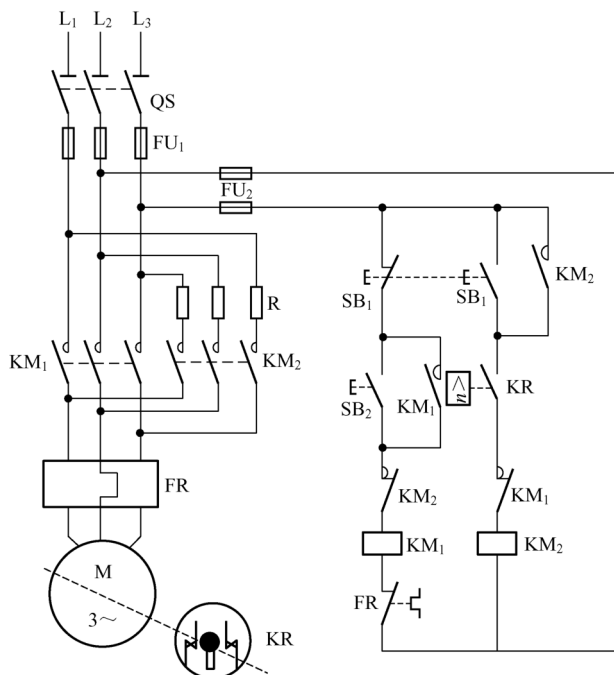 L₁ L₂ L₃
QS
FU₁
FU₂
SB₁ SB₁ KM₂
R
KM₁ KM₂
SB₂ KM₁ n> KR
FR
KM₂ KM₁
KM₁ KM₂
M
3～
FR
KR